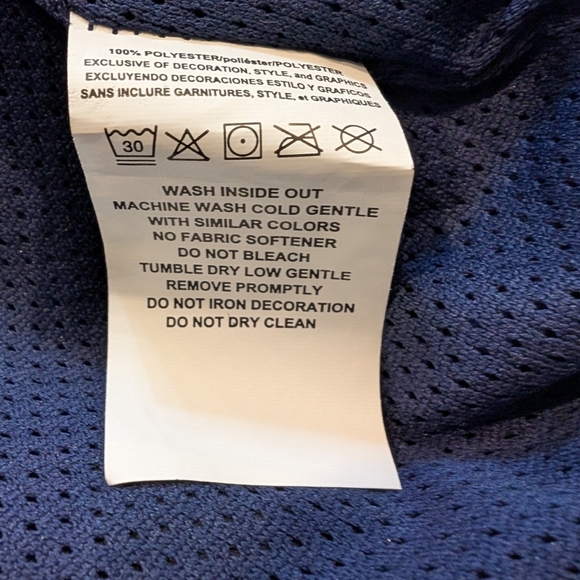 100% POLYESTER/poliéster/POLYESTER
EXCLUSIVE OF DECORATION, STYLE, and GRAPHICS
EXCLUYENDO DECORACIONES ESTILO Y GRAFICOS
SANS INCLURE GARNITURES, STYLE, et GRAPHIQUES
30
WASH INSIDE OUT
MACHINE WASH COLD GENTLE
WITH SIMILAR COLORS
NO FABRIC SOFTENER
DO NOT BLEACH
TUMBLE DRY LOW GENTLE
REMOVE PROMPTLY
DO NOT IRON DECORATION
DO NOT DRY CLEAN